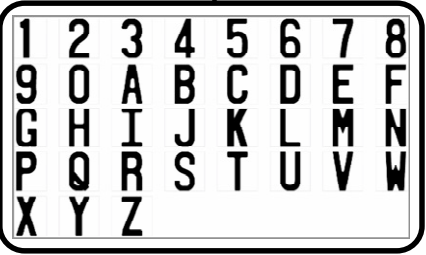 1 2 3 4 5 6 7 8
9 0 A B C D E F
G H I J K L M N
P Q R S T U V W
X Y Z